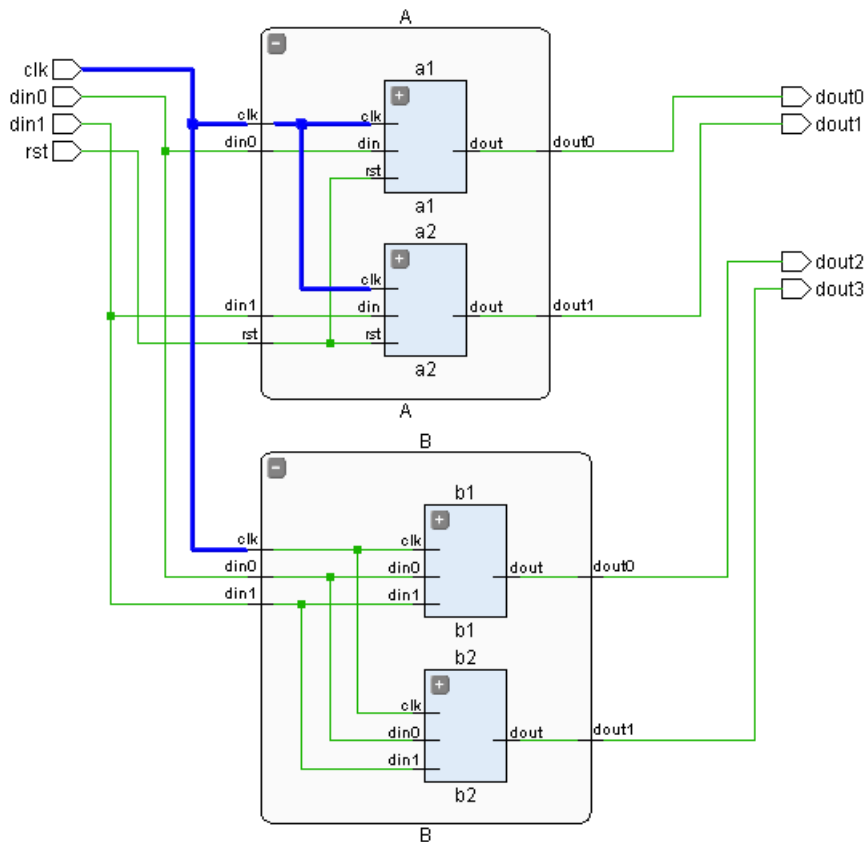 A
clk
din0
din1
rst
a1
clk
clk
din0
din
rst
dout
dout0
a1
dout0
dout1
a2
clk
din1
din
rst
rst
dout
dout1
a2
dout2
dout3
A
B
b1
clk
clk
din0
din0
din1
din1
dout
dout0
b1
b2
clk
din0
din1
dout
dout1
b2
B